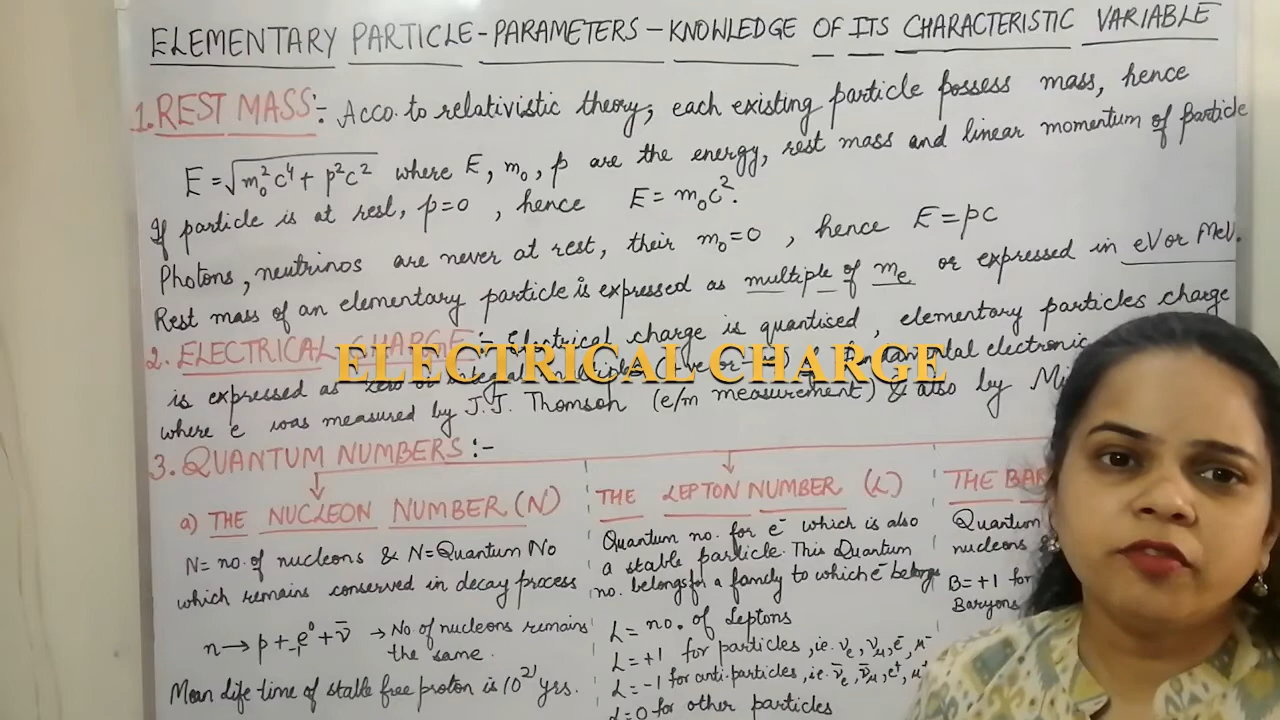 ELEMENTARY PARTICLE-PARAMETERS-KNOWLEDGE OF ITS CHARACTERISTIC VARIABLE
1. REST MASS:- Acco. to relativistic theory, each existing particle possess mass, hence
E = √m₀²c⁴ + p²c² where E, m₀, p are the energy, rest mass and linear momentum of particle
If particle is at rest, p=0 , hence E = m₀c².
Photons, neutrinos are never at rest, their m₀=0 , hence E=pc
Rest mass of an elementary particle is expressed as multiple of mₑ or expressed in eV or MeV.
2. ELECTRICAL CHARGE:- Electrical charge is quantised, elementary particles charge
ELECTRICAL CHARGE
is expressed as zero or electronic
where e was measured by J.J. Thomson (e/m measurement) & also by
3. QUANTUM NUMBERS:-
a) THE NUCLEON NUMBER (N)
N= no. of nucleons & N=Quantum No
which remains conserved in decay process
n → p + ₋₁e⁰ + ν̄ → No. of nucleons remains
the same.
Mean life time of stable free proton is 10²¹ yrs.
THE LEPTON NUMBER (L)
Quantum no. for e⁻ which is also
a stable particle. This Quantum
no. belongs for a family to which e⁻ belongs
L = no. of leptons
L=+1 for particles, i.e. νₑ, ν_μ, e⁻, μ⁻
L=-1 for anti-particles, i.e. ν̄ₑ, ν̄_μ, e⁺, μ⁺
L=0 for other particles
THE
Quantum
nucleons &
B=+1 for
Baryons